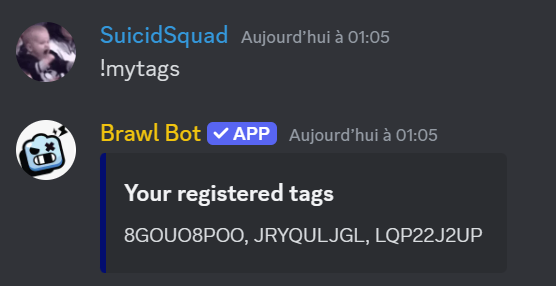 SuicidSquad Aujourd'hui à 01:05
!mytags
Brawl Bot APP Aujourd'hui à 01:05
Your registered tags
8GOUO8POO, JRYQULJGL, LQP22J2UP